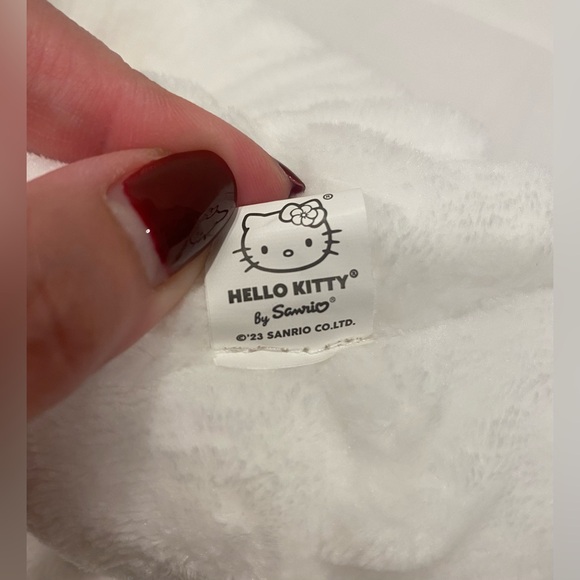 ®
HELLO KITTY®
By Sanrio®
©'23 SANRIO CO.LTD.